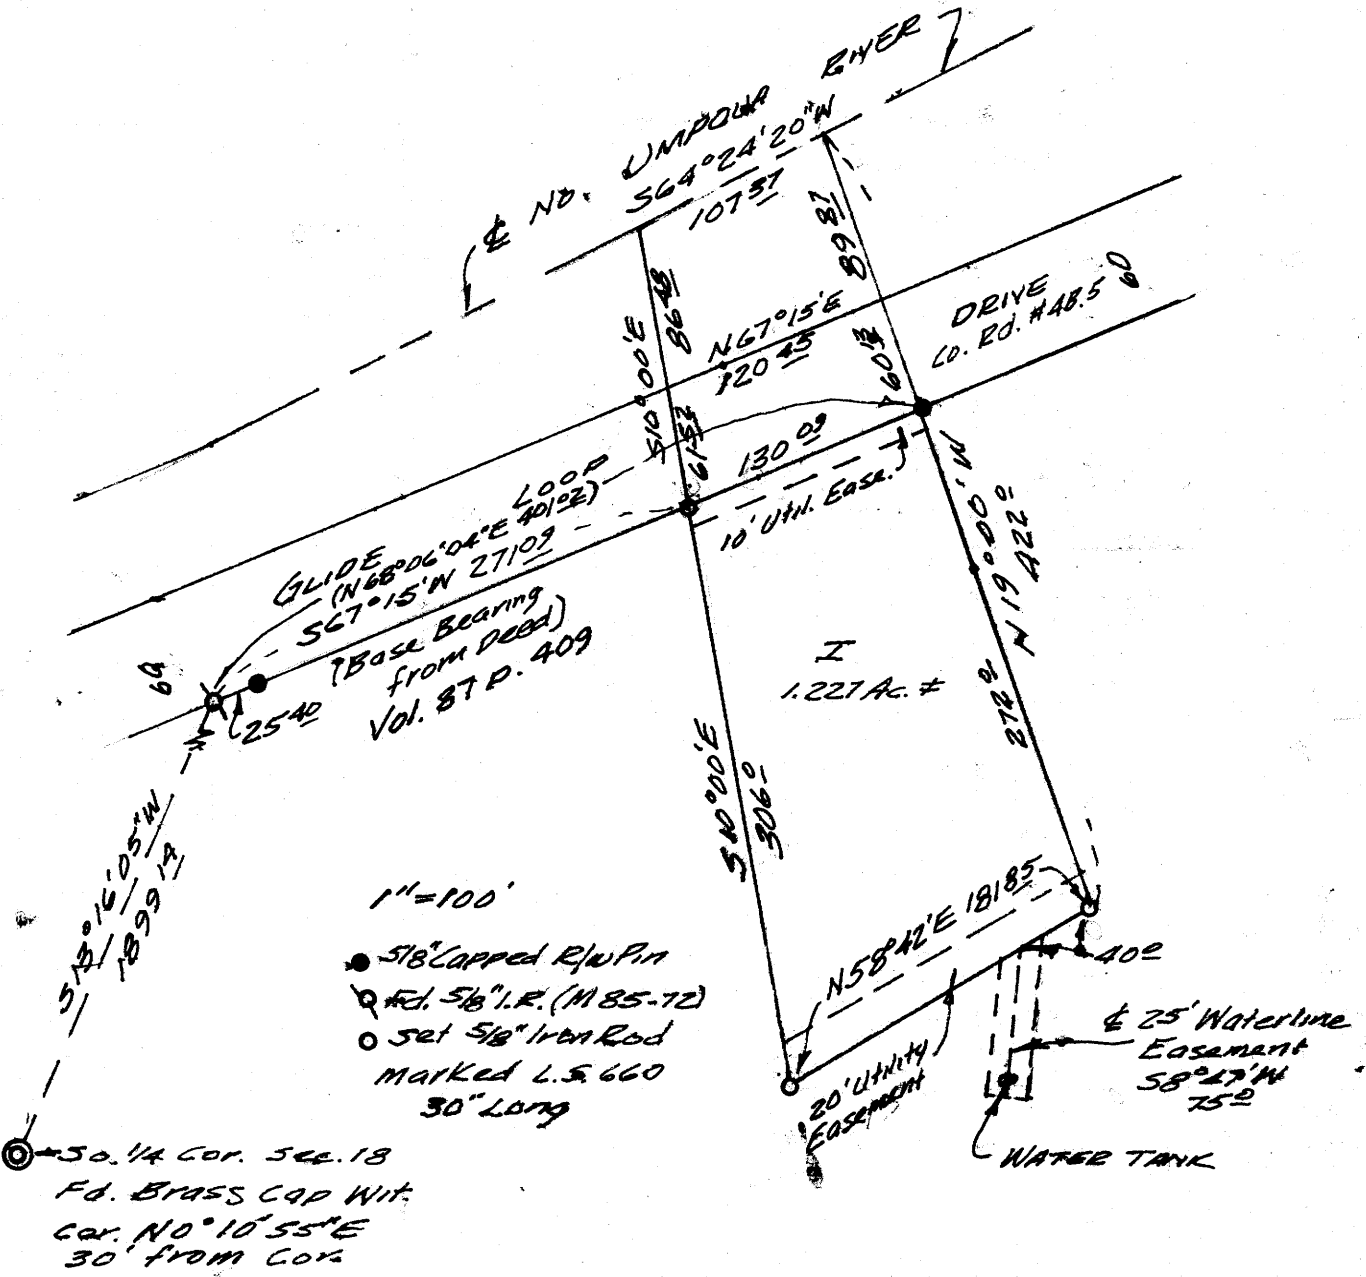 ℄ NO. UMPQUA RIVER
S64°24'20"W
107 37
89 87
S10°00'E
86 48
N67°15'E
120 45
60 13
DRIVE
Co. Rd. #48.5
60
61 52
130 09
10' Util. Ease.
LOOP
GLIDE
(N68°06'04"E 401 02)
S67°15'W 271 09
(Base Bearing
from Deed)
Vol. 87 P. 409
25 40
N19°00'W
422 0
272 0
I
1.227 Ac. ±
S10°00'E
306 0
S13°16'05"W
1899 14
1"=100'
5/8" Capped R/W Pin
Fd. 5/8" I.R. (M85-72)
Set 5/8" Iron Rod
Marked L.S. 660
30" Long
N58°42'E 181 85
40 0
20' Utility
Easement
℄ 25' Waterline
Easement
S8°47'W
75 0
WATER TANK
So. 1/4 Cor. Sec. 18
Fd. Brass Cap Wit.
Cor. N0°10'55"E
30' from Cor.